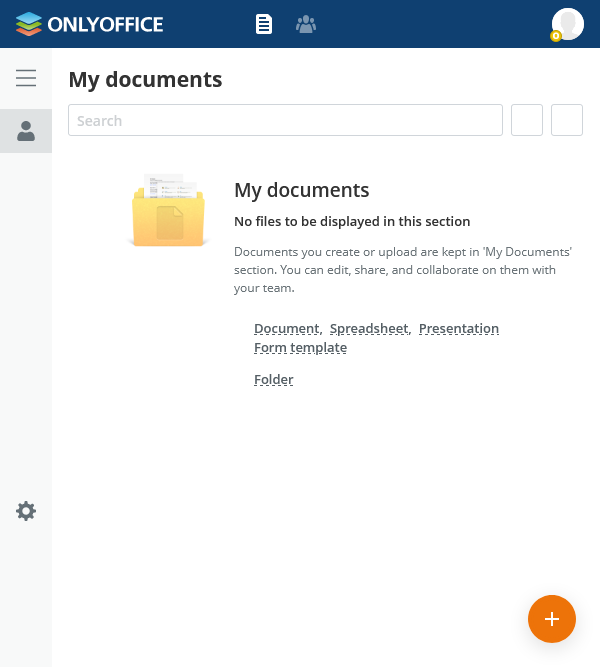 ONLYOFFICE
My documents
Search
My documents
No files to be displayed in this section
Documents you create or upload are kept in 'My Documents'
section. You can edit, share, and collaborate on them with
your team.
Document, Spreadsheet, Presentation
Form template
Folder